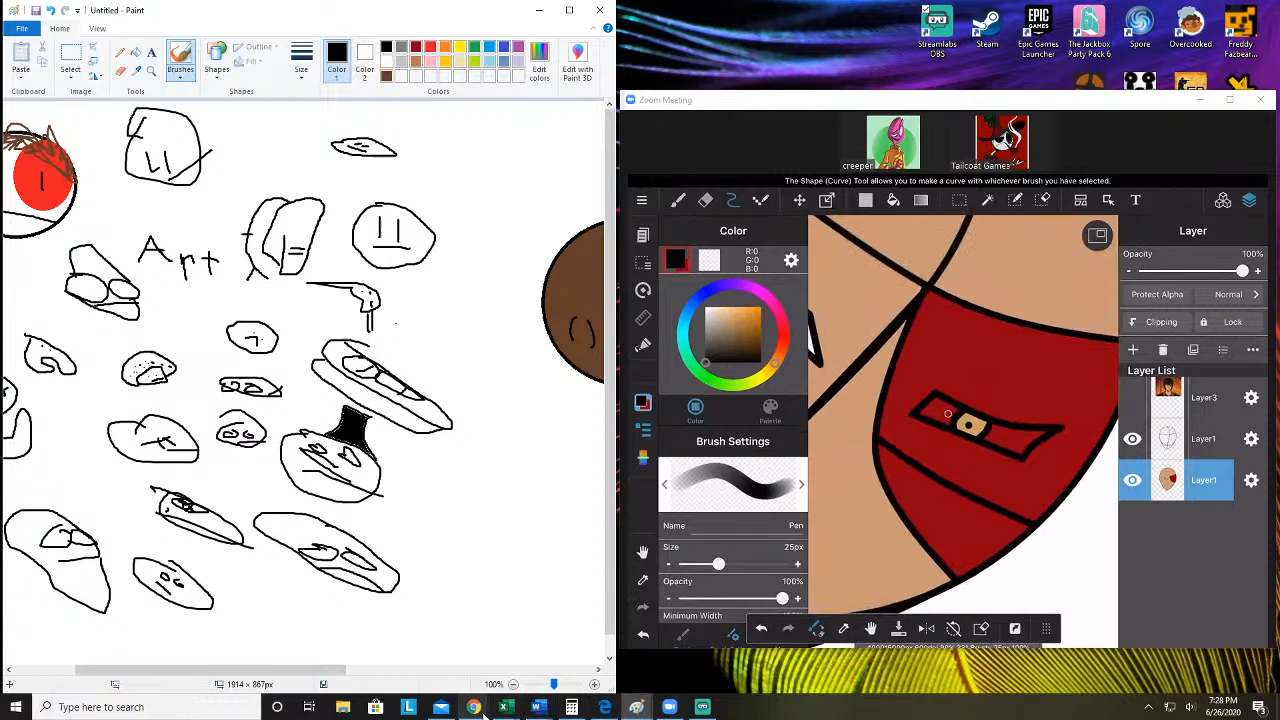 Untitled - Paint
File
Home
View
Paste
Select
A
Brushes
Shapes
Outline
Fill
Size
Color
1
Color
Edit
colors
Edit with
Paint 3D
Clipboard
Image
Shapes
Colors
Art
100%
1914 × 867px
Type here to search
Streamlabs
OBS
Steam
Epic Games
Launcher
The Jackbox
Party Pack 6
Spore
Overcooked
Freddy
Fazbear...
Zoom Meeting
creeper
Tailcoat Games
The Shape (Curve) Tool allows you to make a curve with whichever brush you have selected.
T
Color
R:0
G:0
B:0
Color
Palette
Brush Settings
Name
Pen
Size
25px
Opacity
100%
Minimum Width
Layer
Opacity
100%
Protect Alpha
Normal
Clipping
Lock
Layer List
Layer3
Layer1
Layer1
7:28 PM
6/26/2020
3